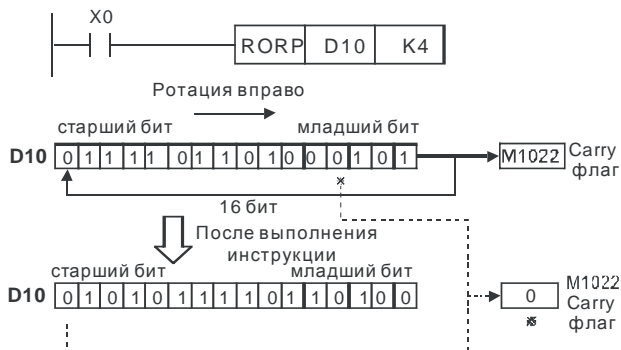 X0
RORP D10 K4
Ротация вправо
старший бит младший бит
D10 0 1 1 1 1 0 1 1 0 1 0 0 0 1 0 1 M1022 Carry флаг
16 бит
После выполнения
инструкции
старший бит младший бит
D10 0 1 0 1 0 1 1 1 1 0 1 1 0 1 0 0 0 M1022
Carry
флаг